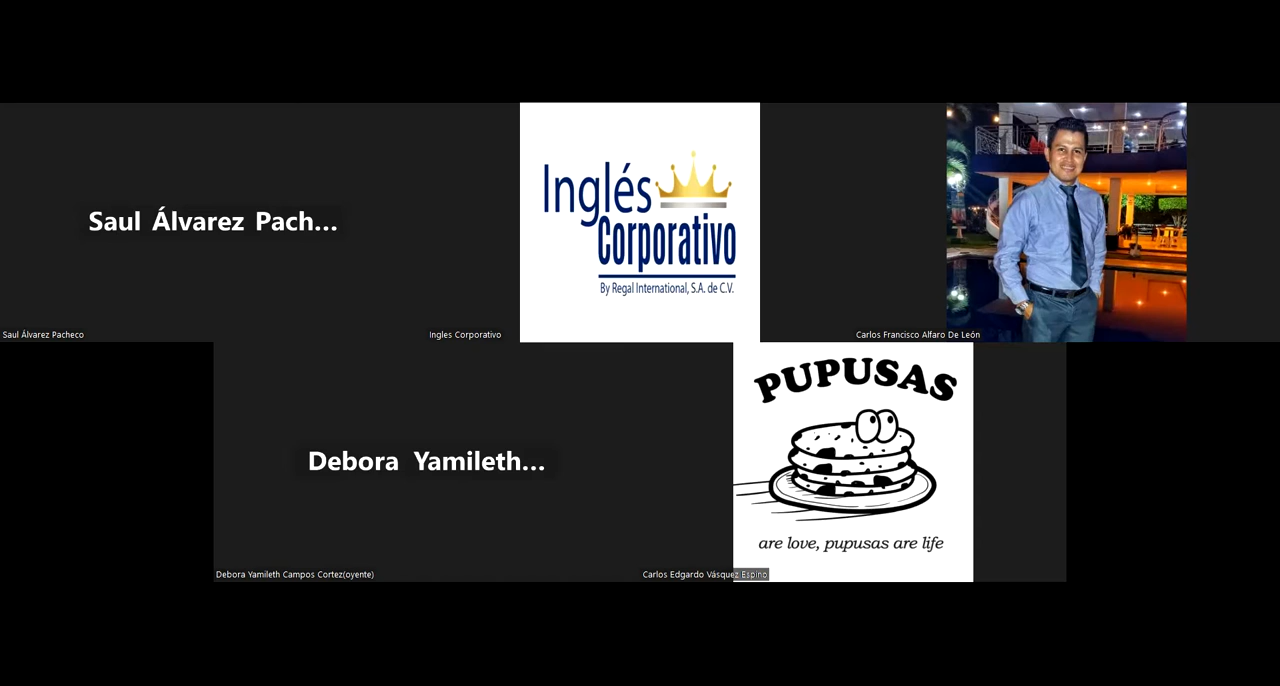 Saul Álvarez Pach...
Saul Álvarez Pacheco
Inglés
Corporativo
By Regal International, S.A. de C.V.
Ingles Corporativo
Carlos Francisco Alfaro De León
Debora Yamileth...
Debora Yamileth Campos Cortez(oyente)
PUPUSAS
are love, pupusas are life
Carlos Edgardo Vásquez Espino